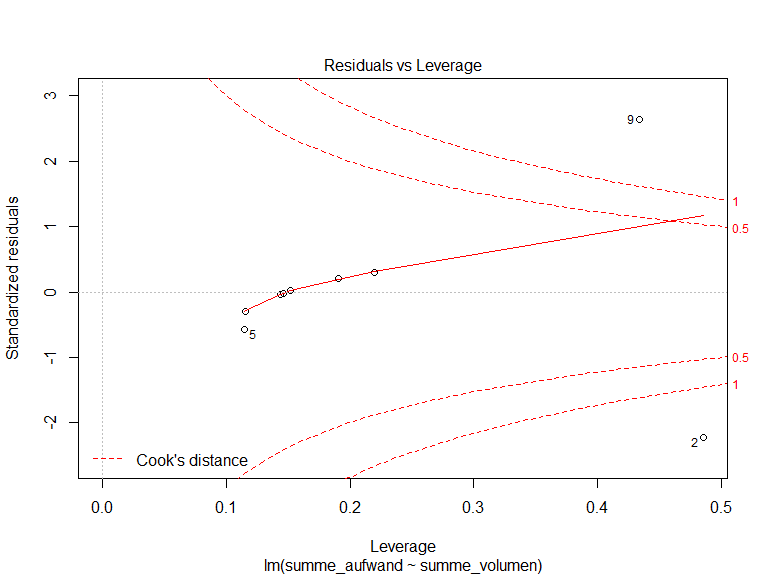 Residuals vs Leverage
Standardized residuals
3
2
1
0
-1
-2
9
5
2
1
0.5
0.5
1
Cook's distance
0.0 0.1 0.2 0.3 0.4 0.5
Leverage
lm(summe_aufwand ~ summe_volumen)